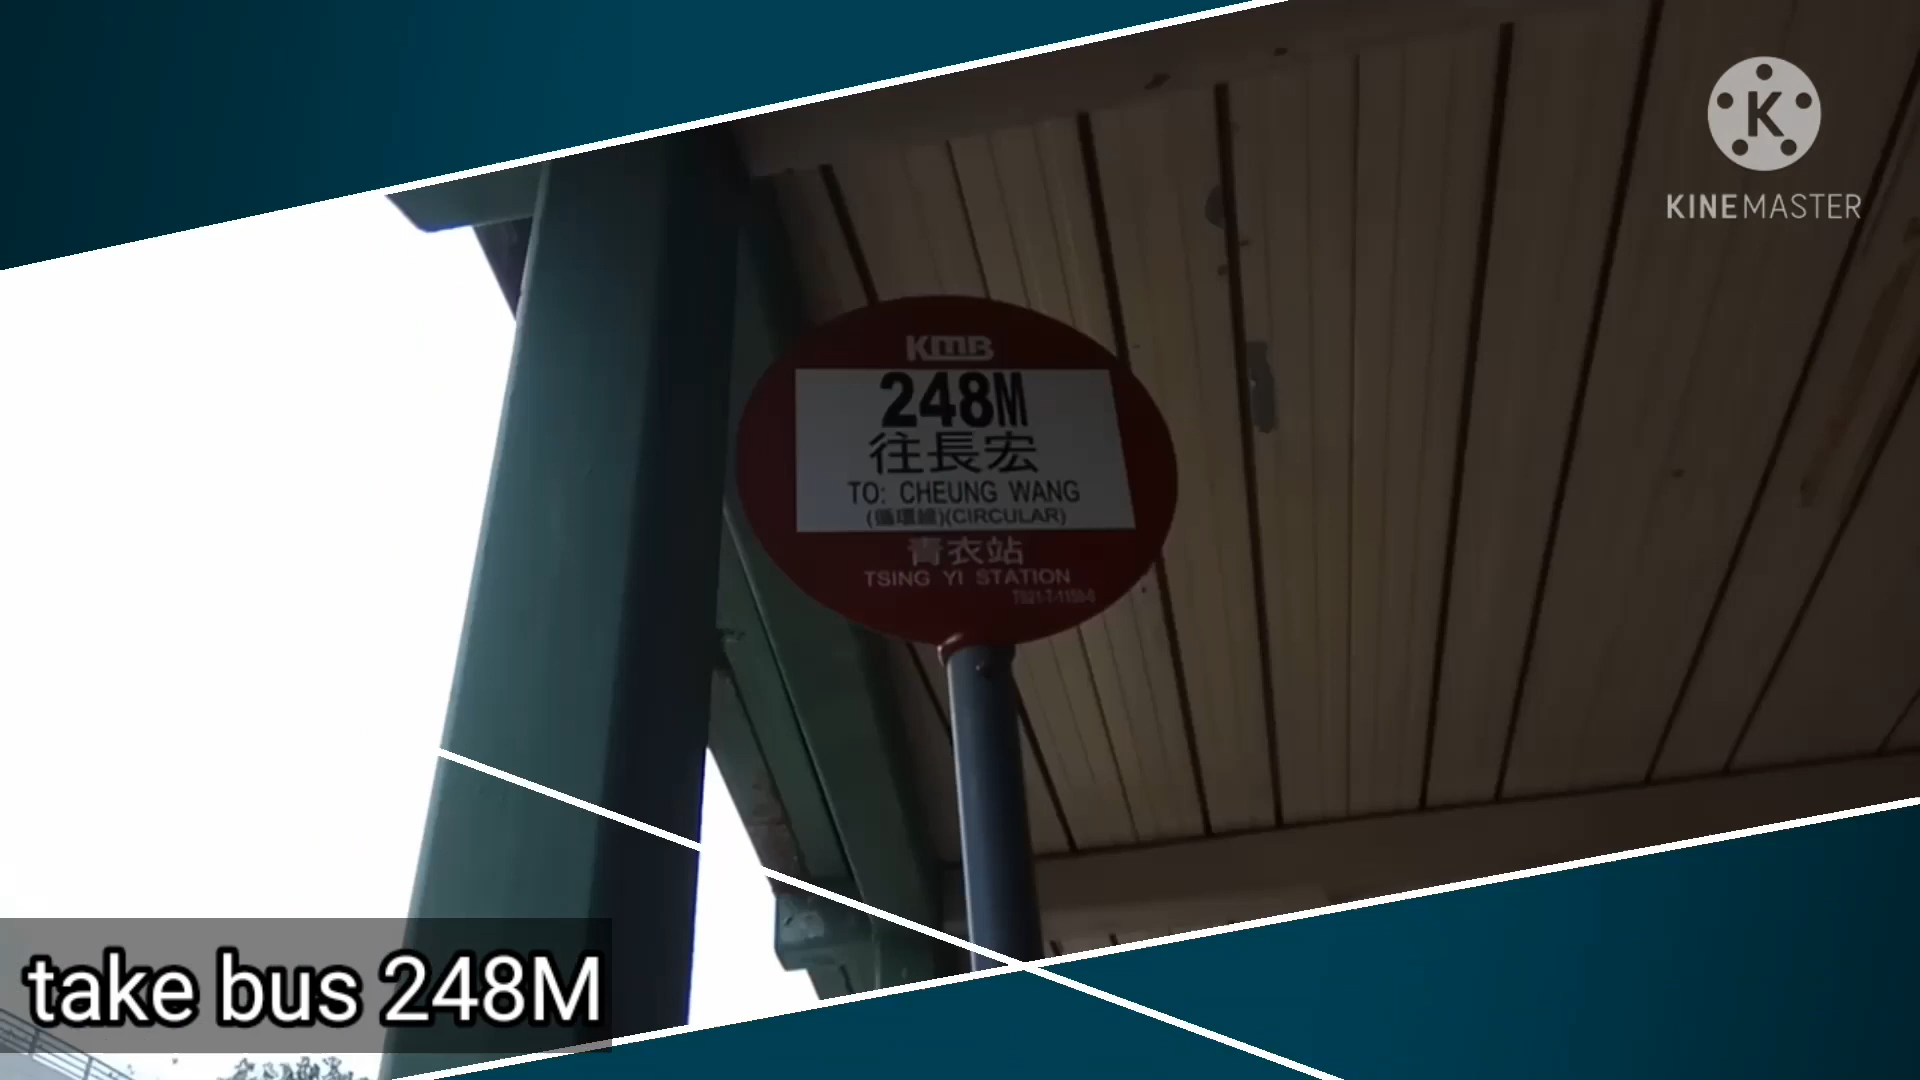 KINEMASTER
KMB
248M
往長宏
TO: CHEUNG WANG
(循環線)(CIRCULAR)
青衣站
TSING YI STATION
take bus 248M